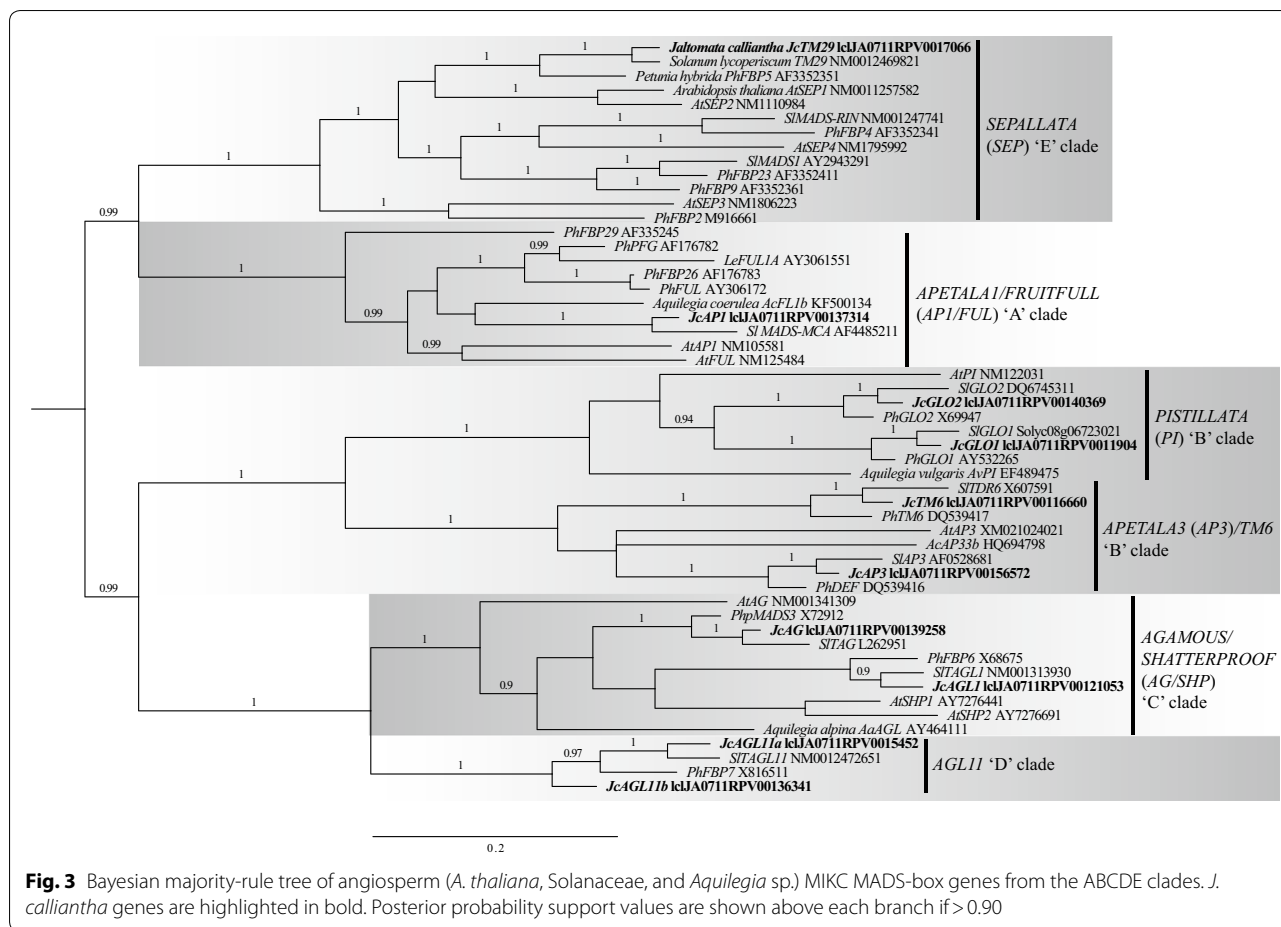 1
Jaltomata calliantha JcTM29 lclJA0711RPV0017066
1
Solanum lycoperiscum TM29 NM0012469821
Petunia hybrida PhFBP5 AF3352351
1
Arabidopsis thaliana AtSEP1 NM0011257582
1
AtSEP2 NM1110984
1
SlMADS-RIN NM001247741
1
PhFBP4 AF3352341
1
AtSEP4 NM1795992
1
SlMADS1 AY2943291
1
1
PhFBP23 AF3352411
1
PhFBP9 AF3352361
1
AtSEP3 NM1806223
PhFBP2 M916661
SEPALLATA
(SEP) 'E' clade
0.99
PhFBP29 AF335245
0.99
PhPFG AF176782
1
LeFUL1A AY3061551
1
1
PhFBP26 AF176783
PhFUL AY306172
Aquilegia coerulea AcFL1b KF500134
0.99
1
JcAP1 lclJA0711RPV00137314
Sl MADS-MCA AF4485211
0.99
AtAP1 NM105581
AtFUL NM125484
APETALA1/FRUITFULL
(AP1/FUL) 'A' clade
AtPI NM122031
1
SlGLO2 DQ6745311
1
JcGLO2 lclJA0711RPV00140369
0.94
PhGLO2 X69947
1
SlGLO1 Solyc08g06723021
1
1
JcGLO1 lclJA0711RPV0011904
PhGLO1 AY532265
Aquilegia vulgaris AvPI EF489475
PISTILLATA
(PI) 'B' clade
1
1
SlTDR6 X607591
1
JcTM6 lclJA0711RPV00116660
PhTM6 DQ539417
1
AtAP3 XM021024021
AcAP33b HQ694798
1
SlAP3 AF0528681
1
JcAP3 lclJA0711RPV00156572
PhDEF DQ539416
APETALA3 (AP3)/TM6
'B' clade
0.99
AtAG NM001341309
1
PhpMADS3 X72912
1
1
JcAG lclJA0711RPV00139258
SlTAG L262951
PhFBP6 X68675
0.9
0.9
SlTAGL1 NM001313930
JcAGL1 lclJA0711RPV00121053
1
AtSHP1 AY7276441
AtSHP2 AY7276691
Aquilegia alpina AaAGL AY464111
AGAMOUS/
SHATTERPROOF
(AG/SHP)
'C' clade
1
1
JcAGL11a lclJA0711RPV0015452
0.97
SlTAGL11 NM0012472651
1
PhFBP7 X816511
JcAGL11b lclJA0711RPV00136341
AGL11 'D' clade
0.2
Fig. 3 Bayesian majority-rule tree of angiosperm (A. thaliana, Solanaceae, and Aquilegia sp.) MIKC MADS-box genes from the ABCDE clades. J.
calliantha genes are highlighted in bold. Posterior probability support values are shown above each branch if > 0.90